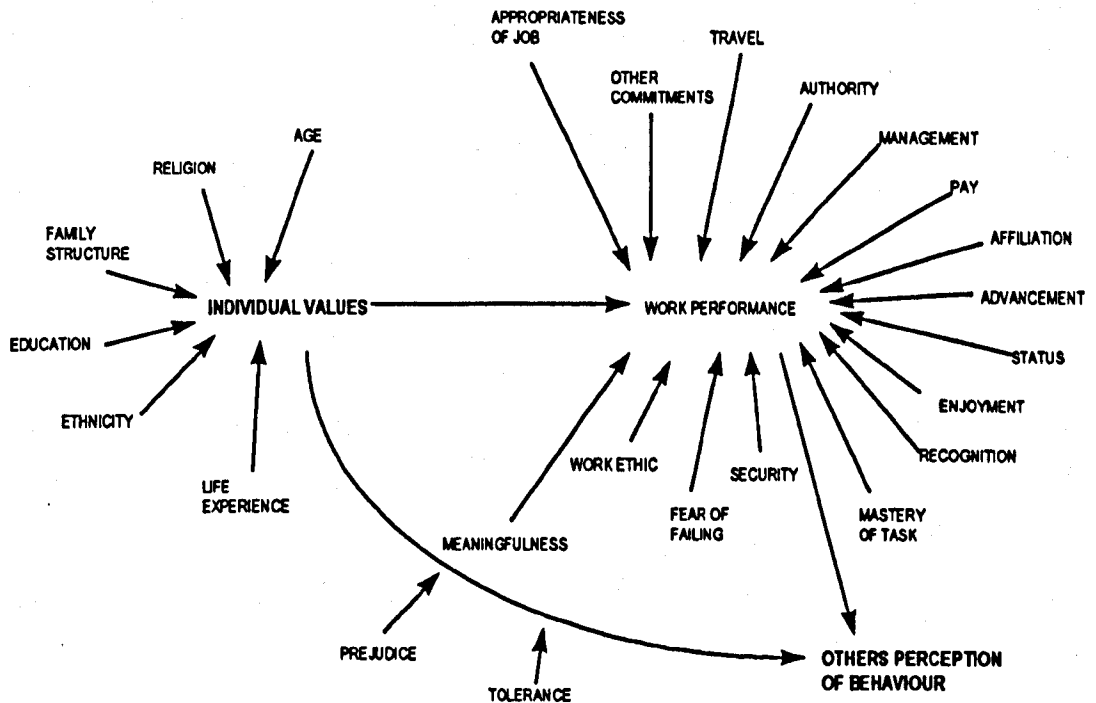 APPROPRIATENESS
OF JOB
TRAVEL
OTHER
COMMITMENTS
AUTHORITY
AGE
MANAGEMENT
RELIGION
PAY
FAMILY
STRUCTURE
AFFILIATION
INDIVIDUAL VALUES
WORK PERFORMANCE
ADVANCEMENT
EDUCATION
STATUS
ETHNICITY
ENJOYMENT
WORK ETHIC
RECOGNITION
SECURITY
LIFE
EXPERIENCE
FEAR OF
FAILING
MASTERY
OF TASK
MEANINGFULNESS
PREJUDICE
OTHERS PERCEPTION
OF BEHAVIOUR
TOLERANCE